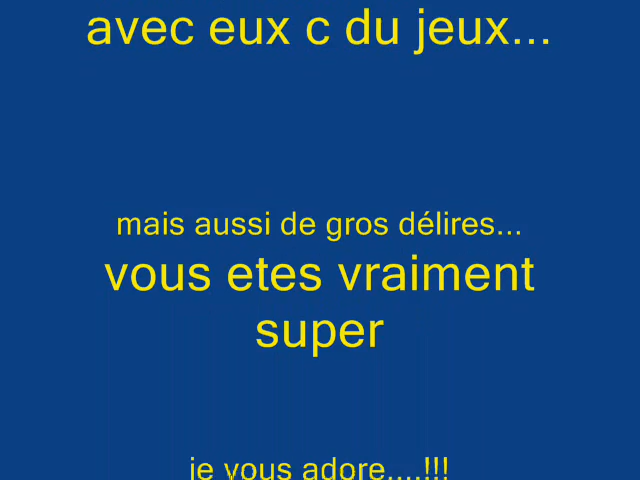 avec eux c du jeux...
mais aussi de gros délires...
vous etes vraiment
super
je vous adore....!!!